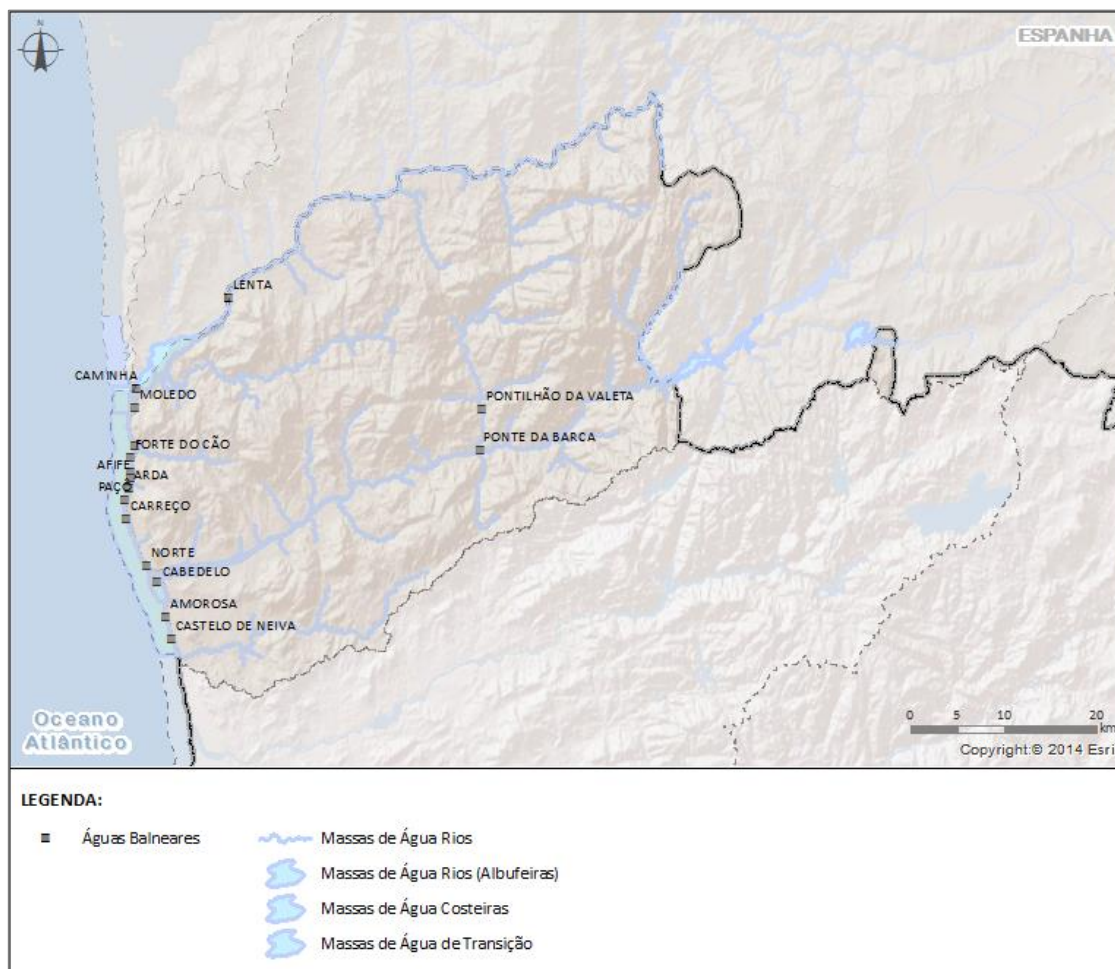 N
ESPANHA
LENTA
CAMINHA
MOLEDO
PONTILHÃO DA VALETA
FORTE DO CÃO
PONTE DA BARCA
AFIFE
ARDA
PAÇÔ
CARREÇO
NORTE
CABEDELO
AMOROSA
CASTELO DE NEIVA
Oceano
Atlântico
0 5 10 20
km
Copyright:© 2014 Esri
LEGENDA:
Águas Balneares
Massas de Água Rios
Massas de Água Rios (Albufeiras)
Massas de Água Costeiras
Massas de Água de Transição